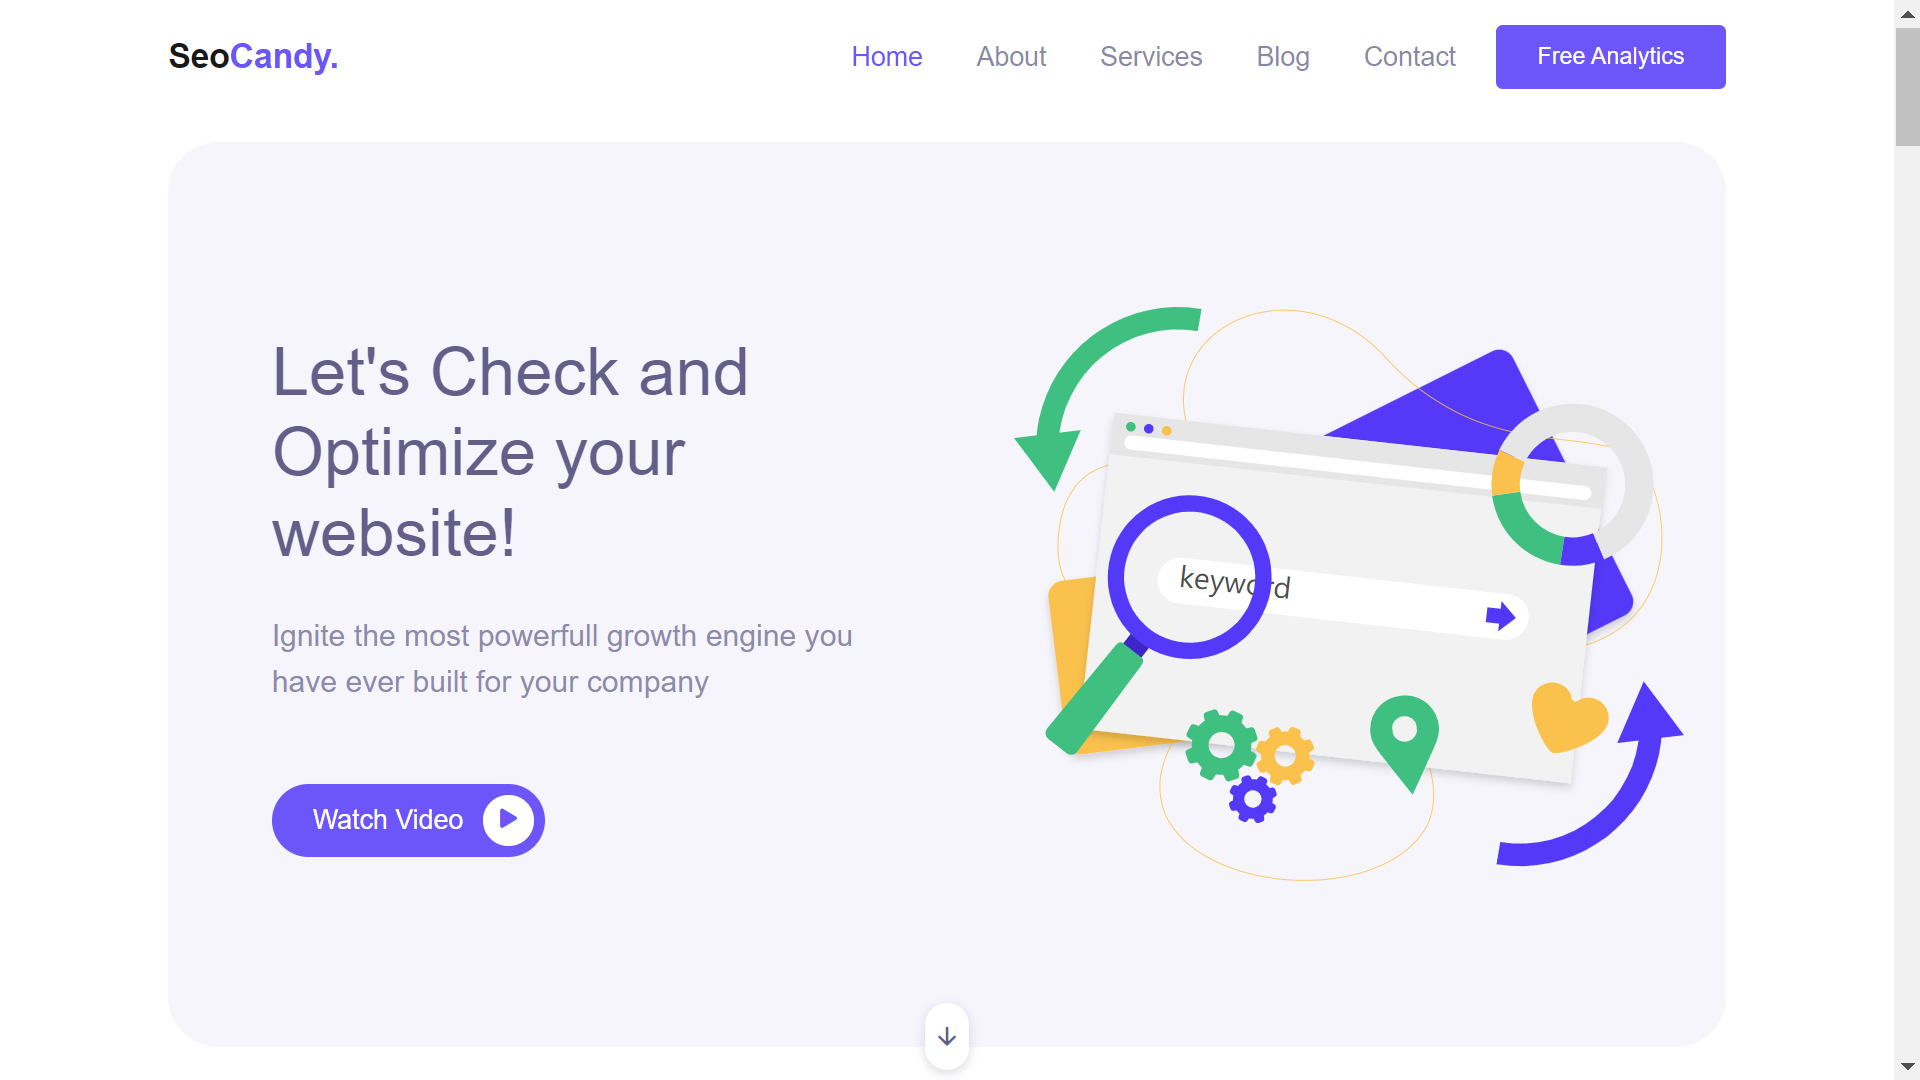 SeoCandy.
Home
About
Services
Blog
Contact
Free Analytics
Let's Check and
Optimize your
website!
Ignite the most powerfull growth engine you
have ever built for your company
Watch Video
keyword